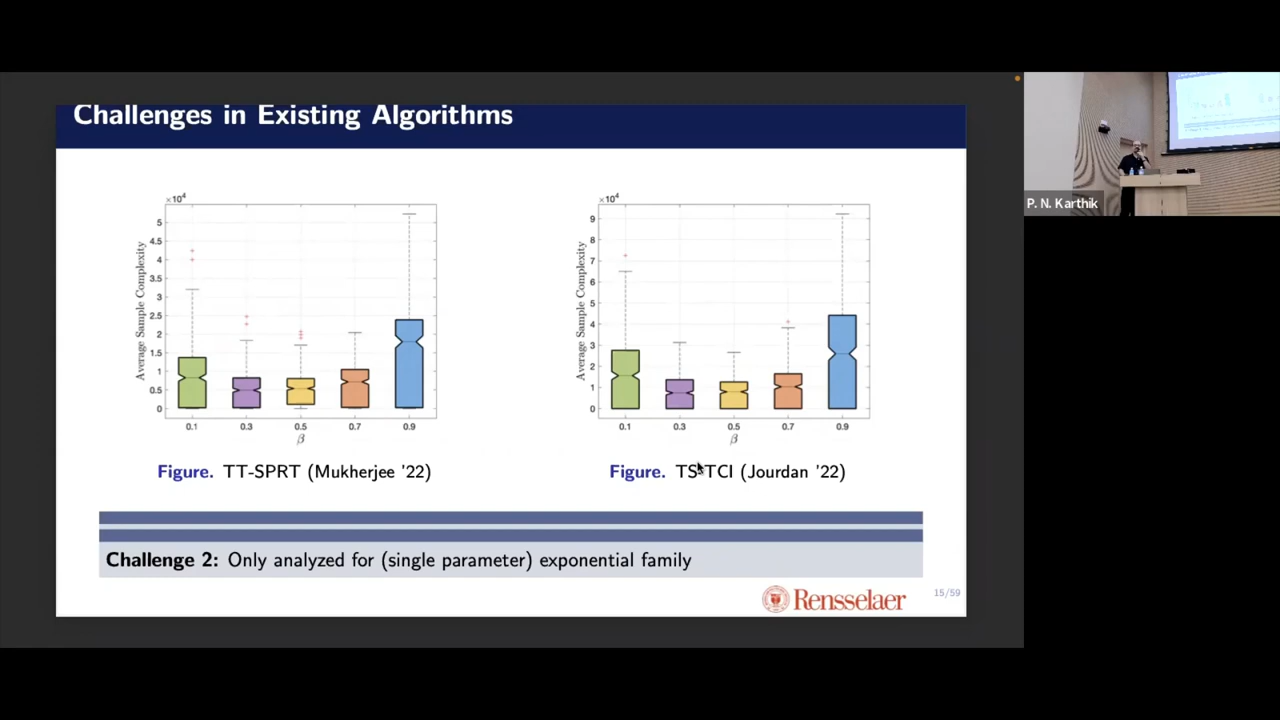 Challenges in Existing Algorithms
×10⁴
5
4.5
4
3.5
3
2.5
2
1.5
1
0.5
0
Average Sample Complexity
0.1 0.3 0.5 0.7 0.9
β
Figure. TT-SPRT (Mukherjee '22)
×10⁴
9
8
7
6
5
4
3
2
1
0
Average Sample Complexity
0.1 0.3 0.5 0.7 0.9
β
Figure. TS-TCI (Jourdan '22)
Challenge 2: Only analyzed for (single parameter) exponential family
Rensselaer
15/59
P. N. Karthik